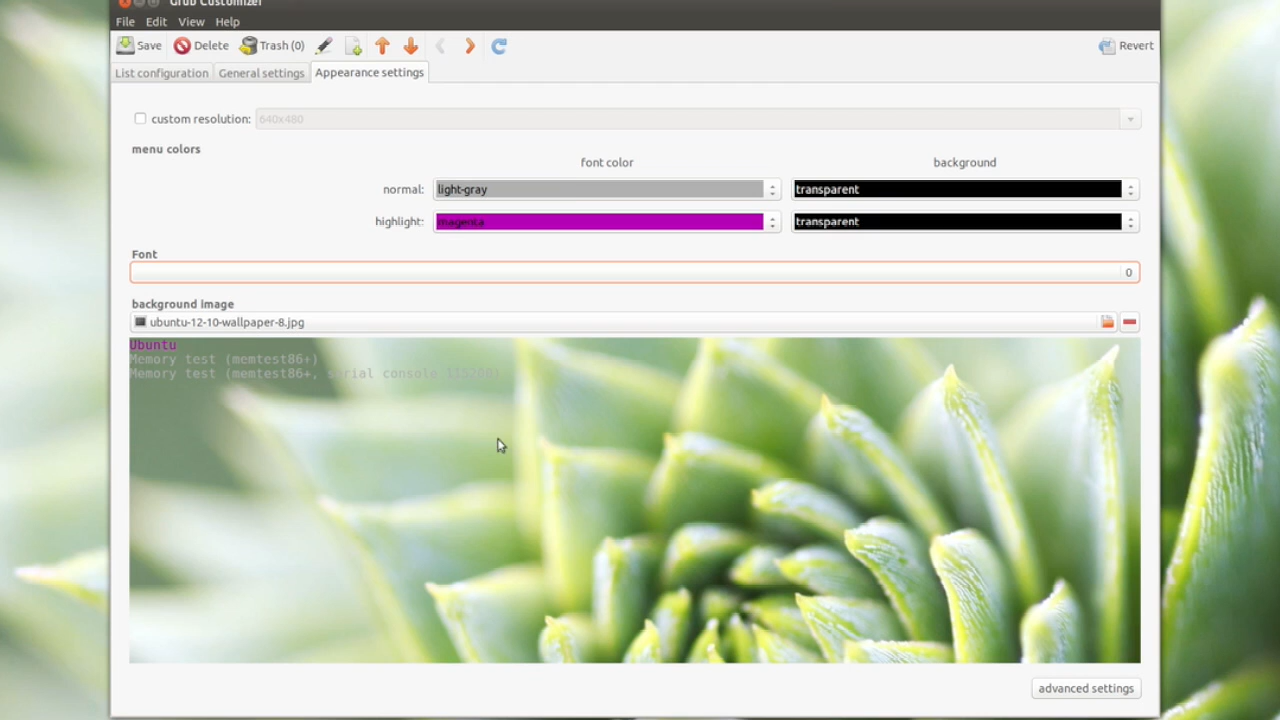 Grub Customizer
File Edit View Help
Save Delete Trash (0) Revert
List configuration General settings Appearance settings
custom resolution: 640x480
menu colors
font color background
normal: light-gray transparent
highlight: magenta transparent
Font
0
background image
ubuntu-12-10-wallpaper-8.jpg
Ubuntu
Memory test (memtest86+)
Memory test (memtest86+, serial console 115200)
advanced settings